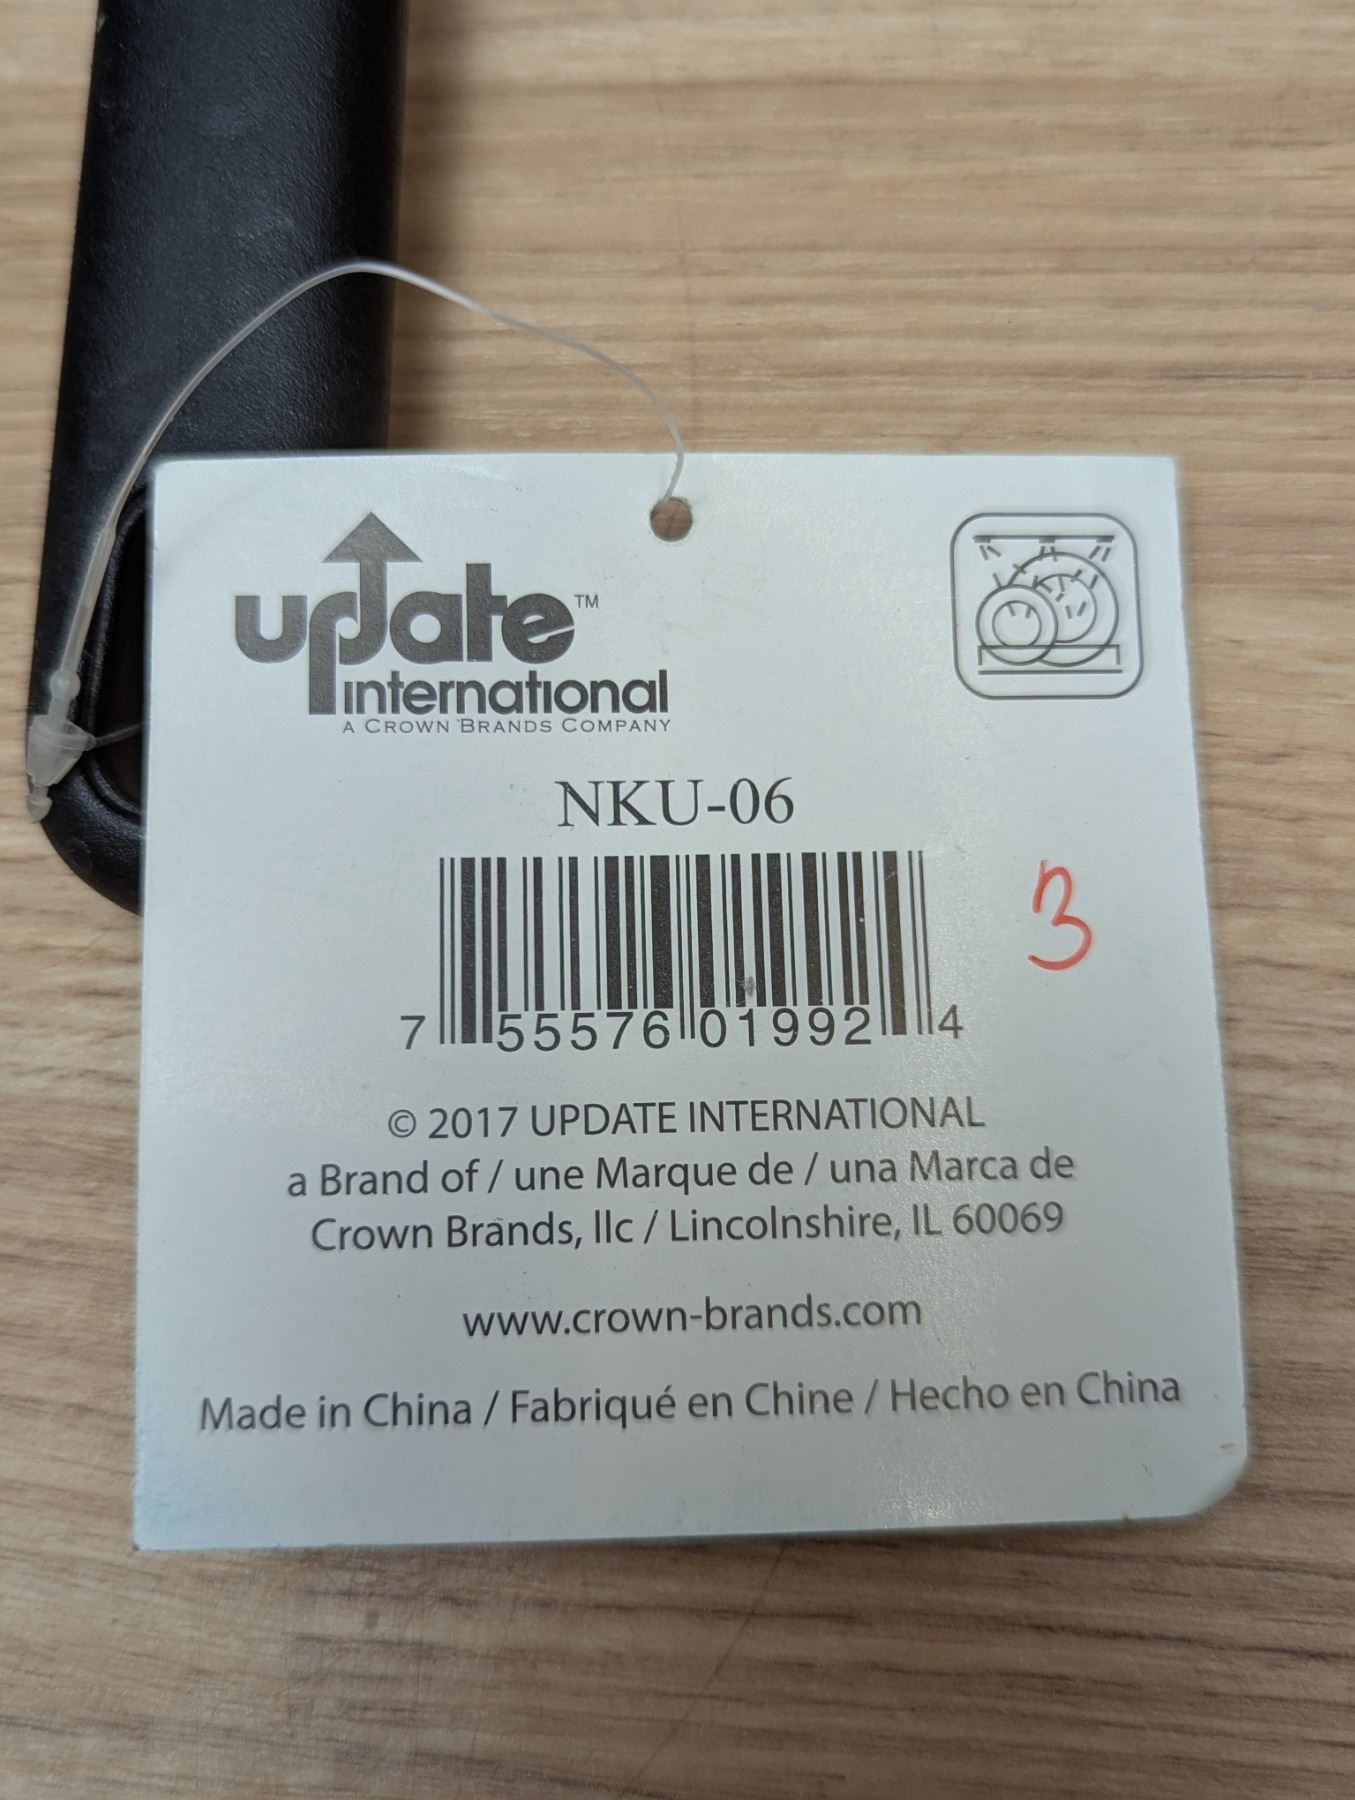 update™
international
A CROWN BRANDS COMPANY
NKU-06
3
7 55576 01992 4
© 2017 UPDATE INTERNATIONAL
a Brand of / une Marque de / una Marca de
Crown Brands, llc / Lincolnshire, IL 60069
www.crown-brands.com
Made in China / Fabriqué en Chine / Hecho en China